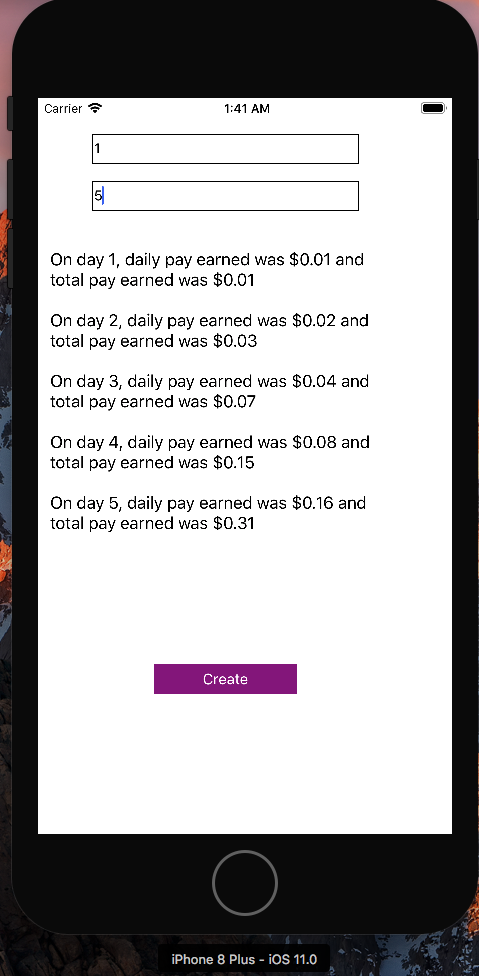 Carrier 1:41 AM
1
5
On day 1, daily pay earned was $0.01 and
total pay earned was $0.01
On day 2, daily pay earned was $0.02 and
total pay earned was $0.03
On day 3, daily pay earned was $0.04 and
total pay earned was $0.07
On day 4, daily pay earned was $0.08 and
total pay earned was $0.15
On day 5, daily pay earned was $0.16 and
total pay earned was $0.31
Create
iPhone 8 Plus - iOS 11.0